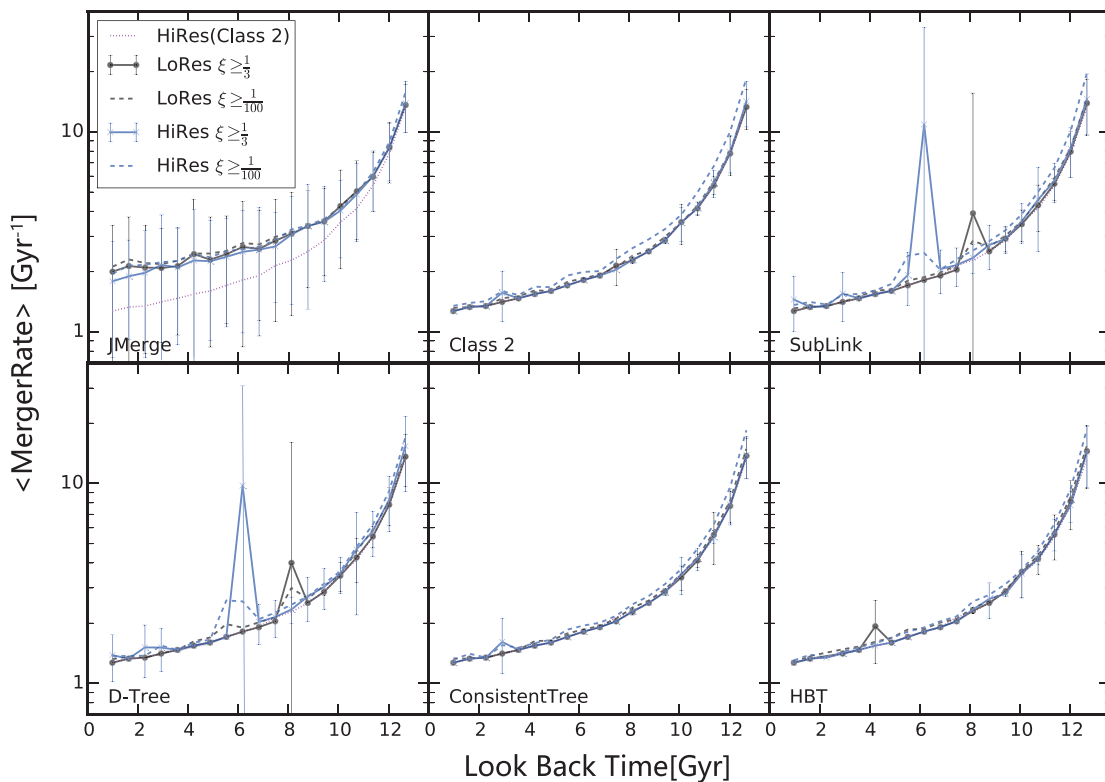 HiRes(Class 2)
LoRes ξ≥1/3
LoRes ξ≥1/100
HiRes ξ≥1/3
HiRes ξ≥1/100
10
1
JMerge
Class 2
SubLink
<MergerRate> [Gyr⁻¹]
10
1
D-Tree
ConsistentTree
HBT
0 2 4 6 8 10 12 0 2 4 6 8 10 12 0 2 4 6 8 10 12
Look Back Time[Gyr]